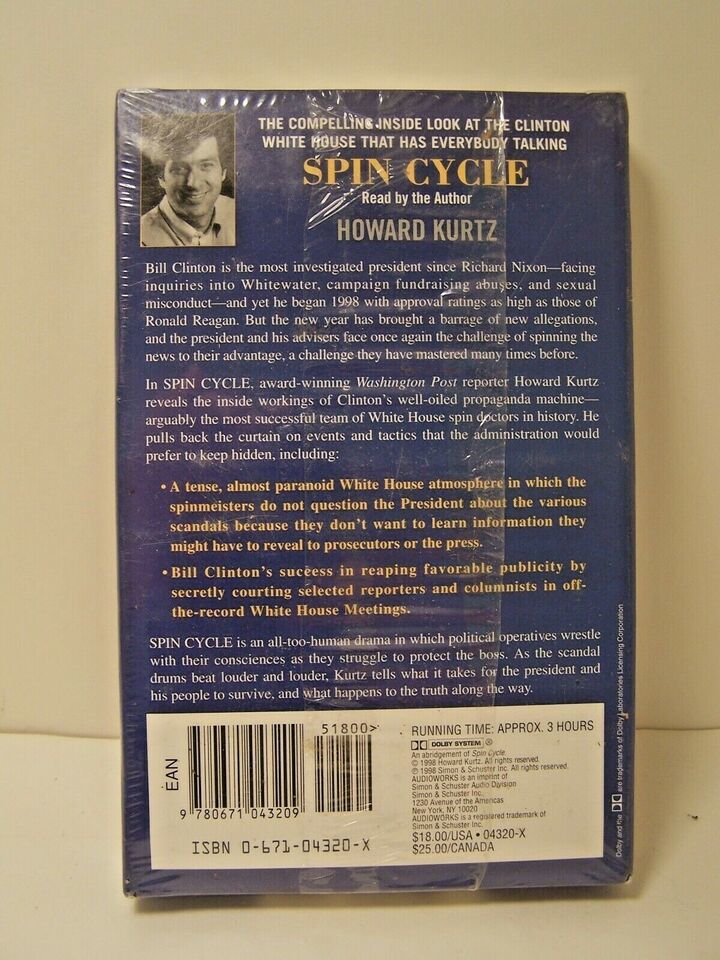 THE COMPELLING INSIDE LOOK AT THE CLINTON
WHITE HOUSE THAT HAS EVERYBODY TALKING
SPIN CYCLE
Read by the Author
HOWARD KURTZ
Bill Clinton is the most investigated president since Richard Nixon—facing
inquiries into Whitewater, campaign fundraising abuses, and sexual
misconduct—and yet he began 1998 with approval ratings as high as those of
Ronald Reagan. But the new year has brought a barrage of new allegations,
and the president and his advisers face once again the challenge of spinning the
news to their advantage, a challenge they have mastered many times before.
In SPIN CYCLE, award-winning Washington Post reporter Howard Kurtz
reveals the inside workings of Clinton's well-oiled propaganda machine—
arguably the most successful team of White House spin doctors in history. He
pulls back the curtain on events and tactics that the administration would
prefer to keep hidden, including:
• A tense, almost paranoid White House atmosphere in which the
spinmeisters do not question the President about the various
scandals because they don't want to learn information they
might have to reveal to prosecutors or the press.
• Bill Clinton's success in reaping favorable publicity by
secretly courting selected reporters and columnists in off-
the-record White House Meetings.
SPIN CYCLE is an all-too-human drama in which political operatives wrestle
with their consciences as they struggle to protect the boss. As the scandal
drums beat louder and louder, Kurtz tells what it takes for the president and
his people to survive, and what happens to the truth along the way.
EAN
51800>
9 780671 043209
ISBN 0-671-04320-X
RUNNING TIME: APPROX. 3 HOURS
DOLBY SYSTEM ®
An abridgement of Spin Cycle.
© 1998 Howard Kurtz. All rights reserved.
℗ 1998 Simon & Schuster Inc. All rights reserved.
AUDIOWORKS is an imprint of
Simon & Schuster Audio Division
Simon & Schuster Inc.
1230 Avenue of the Americas
New York, NY 10020
AUDIOWORKS is a registered trademark of
Simon & Schuster Inc.
$18.00/USA • 04320-X
$25.00/CANADA
Dolby and the are trademarks of Dolby Laboratories Licensing Corporation